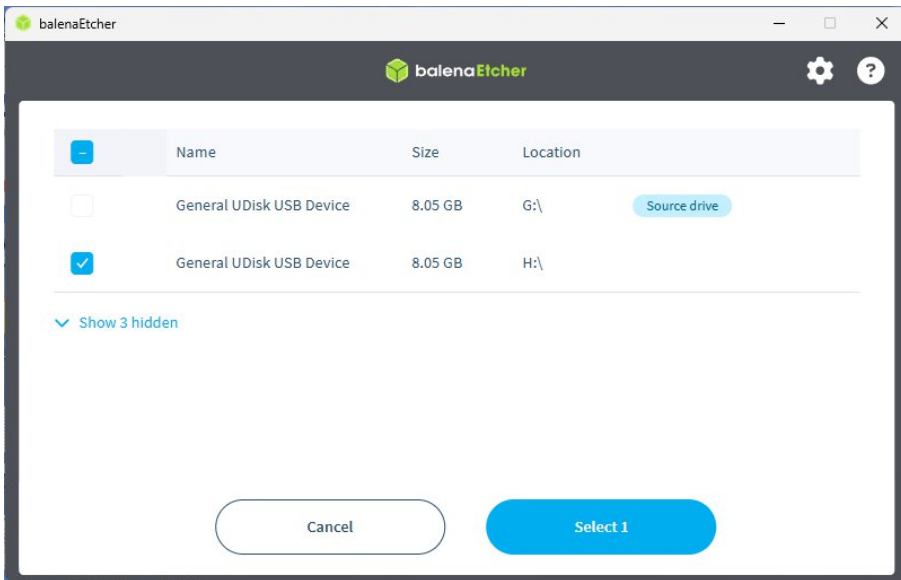 balenaEtcher
balenaEtcher
Name Size Location
General UDisk USB Device 8.05 GB G:\ Source drive
General UDisk USB Device 8.05 GB H:\
Show 3 hidden
Cancel Select 1